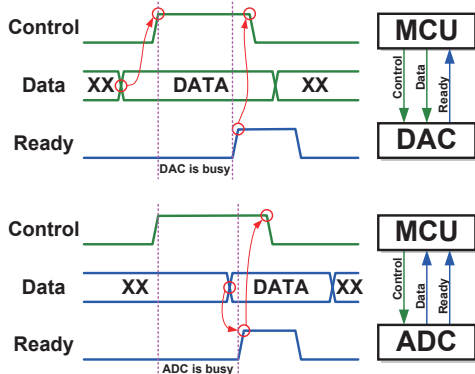 Control
Data
XX
DATA
XX
Ready
DAC is busy
MCU
Control
Data
Ready
DAC
Control
Data
XX
DATA
XX
Ready
ADC is busy
MCU
Control
Data
Ready
ADC